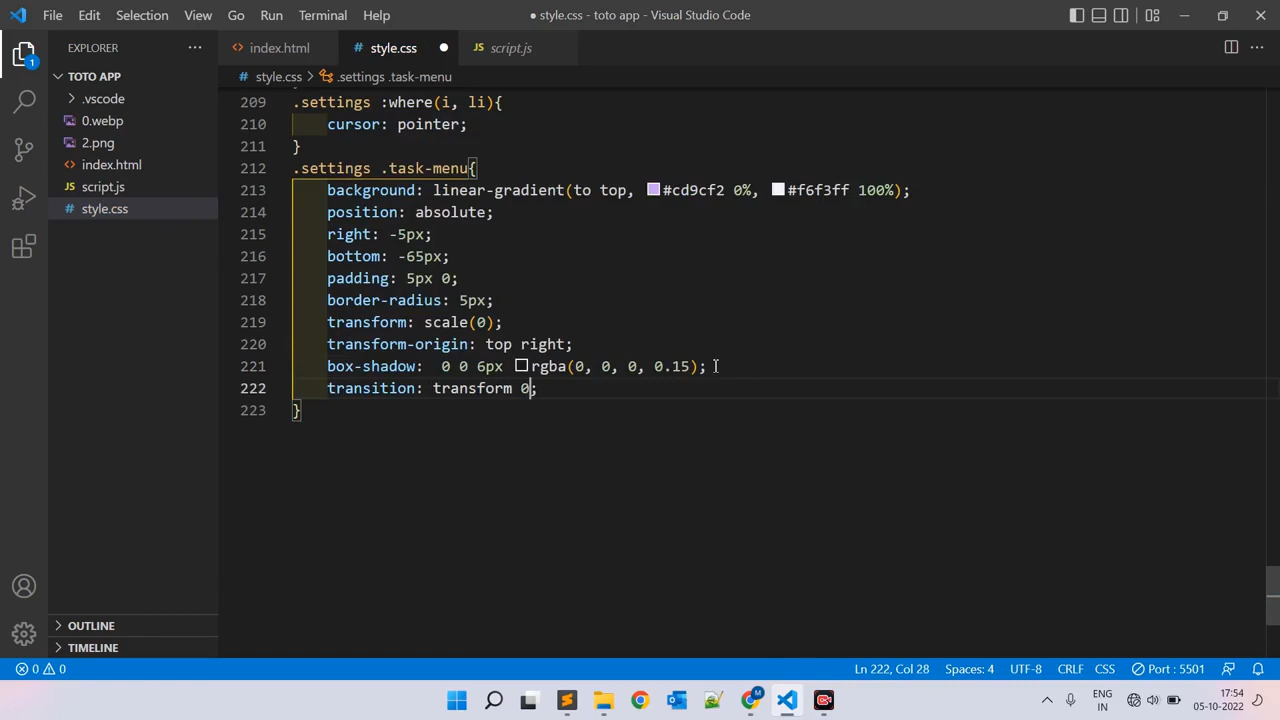 File Edit Selection View Go Run Terminal Help
● style.css - toto app - Visual Studio Code
EXPLORER
index.html
# style.css
script.js
TOTO APP
# style.css > .settings .task-menu
.vscode
0.webp
2.png
index.html
script.js
# style.css
209 .settings :where(i, li){
210 cursor: pointer;
211 }
212 .settings .task-menu{
213 background: linear-gradient(to top, #cd9cf2 0%, #f6f3ff 100%);
214 position: absolute;
215 right: -5px;
216 bottom: -65px;
217 padding: 5px 0;
218 border-radius: 5px;
219 transform: scale(0);
220 transform-origin: top right;
221 box-shadow:  0 0 6px rgba(0, 0, 0, 0.15);
222 transition: transform 0;
223 }
1
OUTLINE
TIMELINE
0 0 Ln 222, Col 28 Spaces: 4 UTF-8 CRLF CSS Port : 5501
M
ENG
IN
17:54
05-10-2022